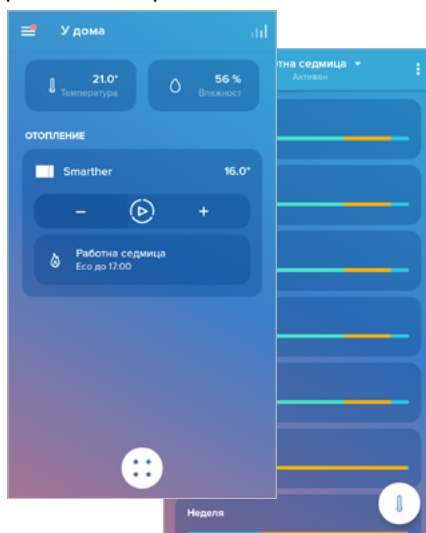 У дома
21.0°
Температура
56 %
Влажност
ОТОПЛЕНИЕ
Smarther
16.0°
Работна седмица
Eco до 17:00
тна седмица
Активен
Неделя